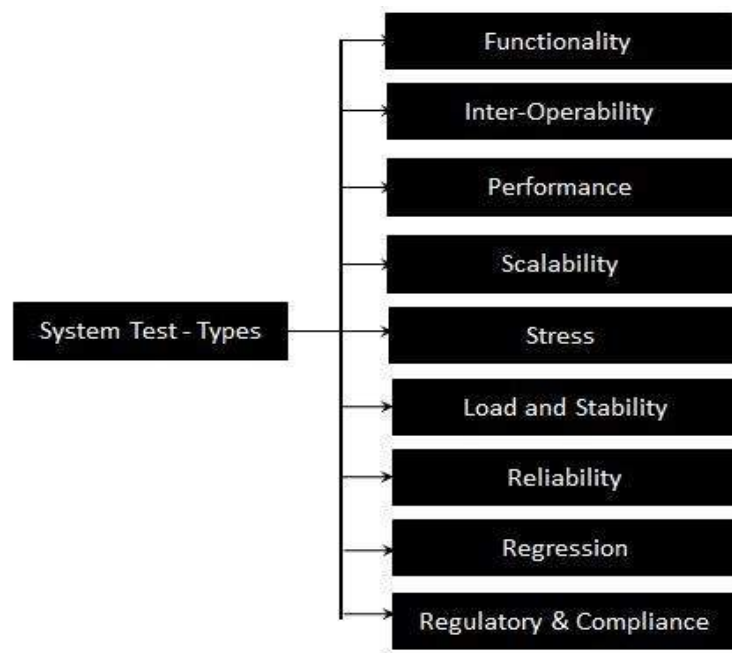 Functionality
Inter-Operability
Performance
Scalability
System Test - Types
Stress
Load and Stability
Reliability
Regression
Regulatory & Compliance